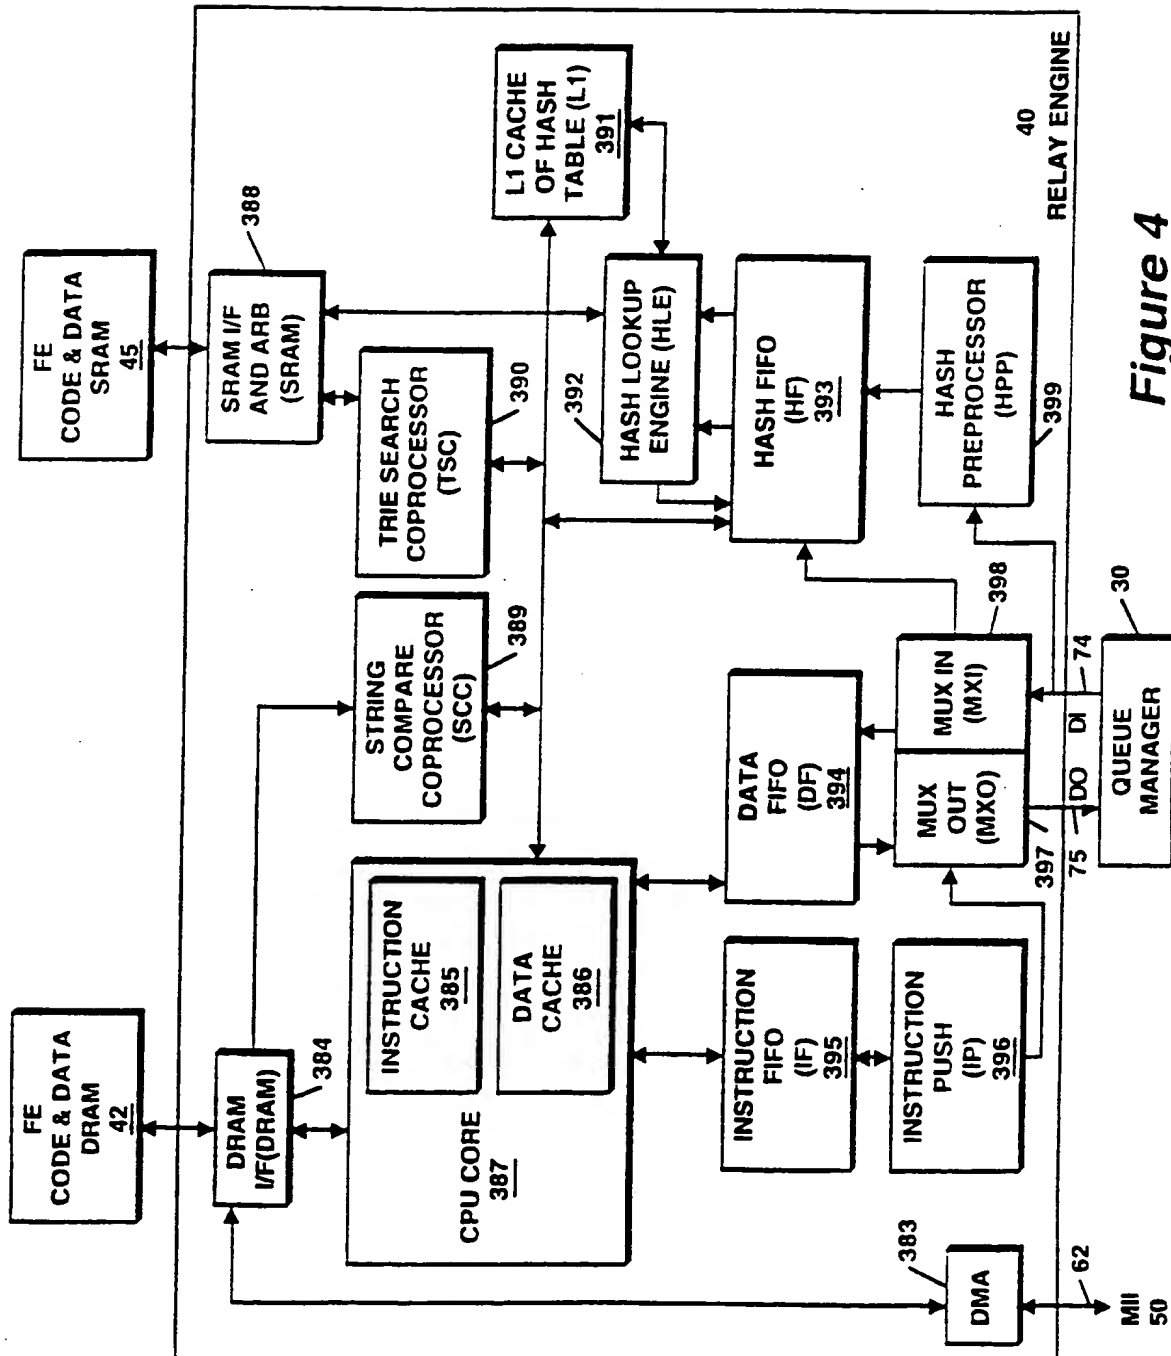 FE
CODE & DATA
DRAM
42
FE
CODE & DATA
SRAM
45
DRAM
I/F(DRAM)
384
SRAM I/F
AND ARB
(SRAM)
388
STRING
COMPARE
COPROCESSOR
(SCC)
389
TRIE SEARCH
COPROCESSOR
(TSC)
390
L1 CACHE
OF HASH
TABLE (L1)
391
INSTRUCTION
CACHE
385
DATA
CACHE
386
CPU CORE
387
392
HASH LOOKUP
ENGINE (HLE)
INSTRUCTION
FIFO
(IF)
395
DATA
FIFO
(DF)
394
HASH FIFO
(HF)
393
INSTRUCTION
PUSH
(IP)
396
MUX
OUT
(MXO)
397
MUX IN
(MXI)
398
HASH
PREPROCESSOR
(HPP)
399
40
RELAY ENGINE
383
DMA
62
MII
50
75
DO
DI
74
QUEUE
MANAGER
30
Figure 4